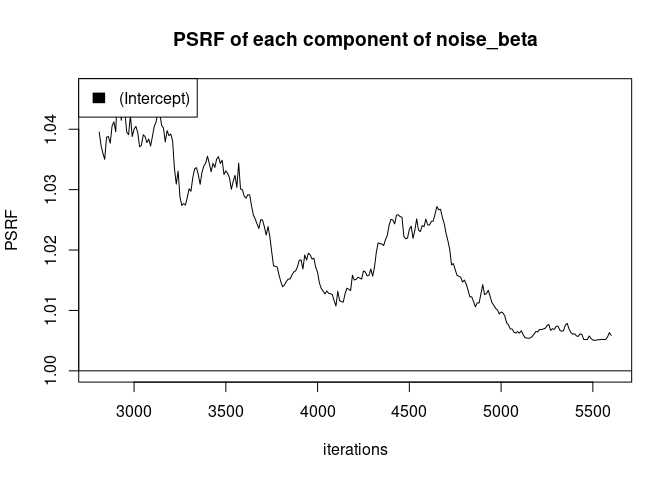 PSRF of each component of noise_beta
(Intercept)
PSRF
1.04
1.03
1.02
1.01
1.00
3000 3500 4000 4500 5000 5500
iterations